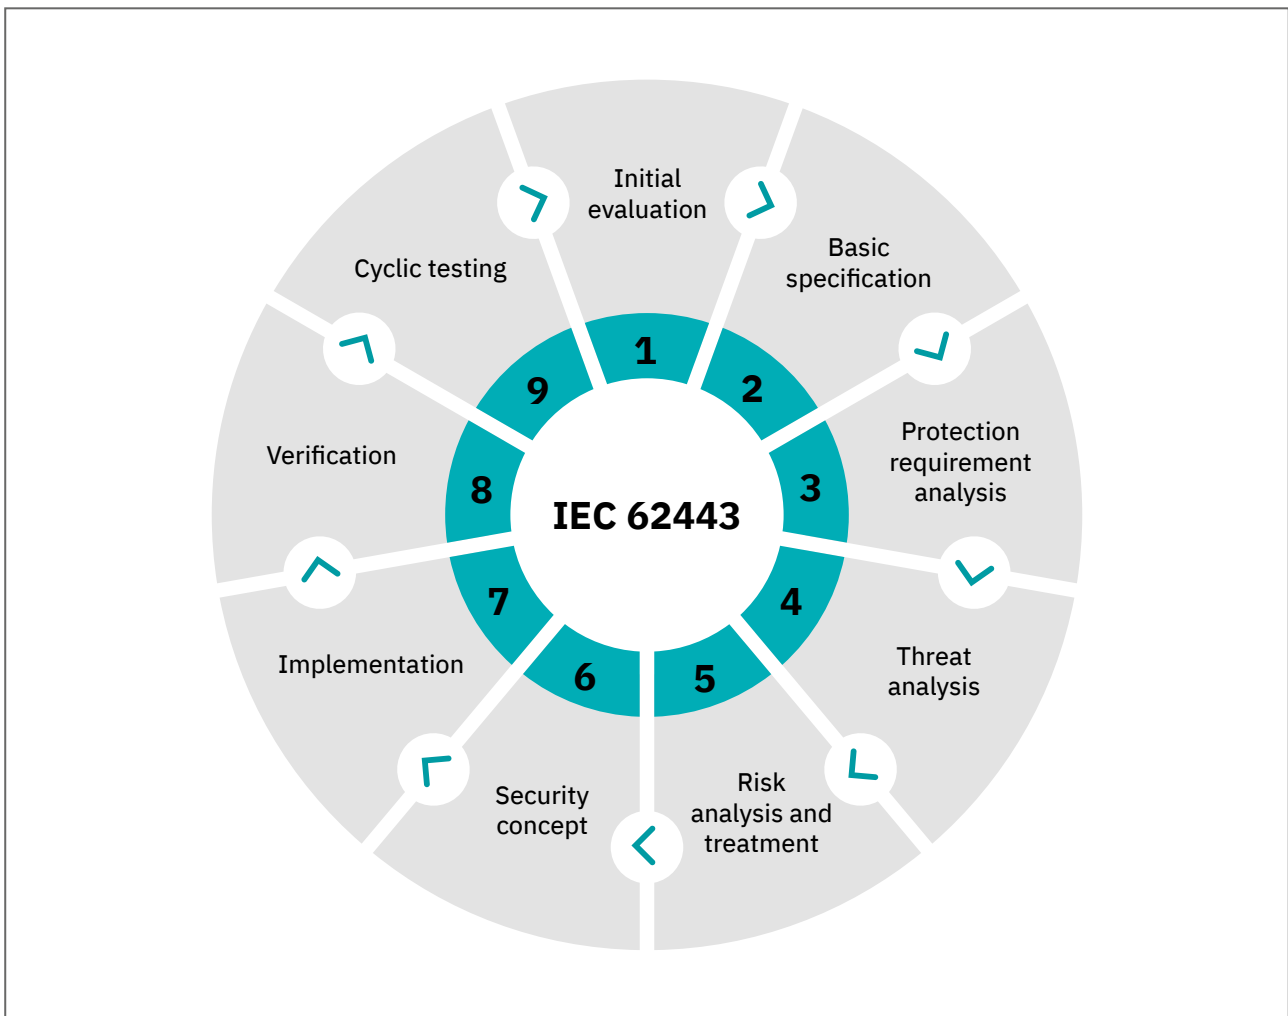 Initial
evaluation
Basic
specification
Protection
requirement
analysis
Threat
analysis
Risk
analysis and
treatment
Security
concept
Implementation
Verification
Cyclic testing
1
2
3
4
5
6
7
8
9
IEC 62443